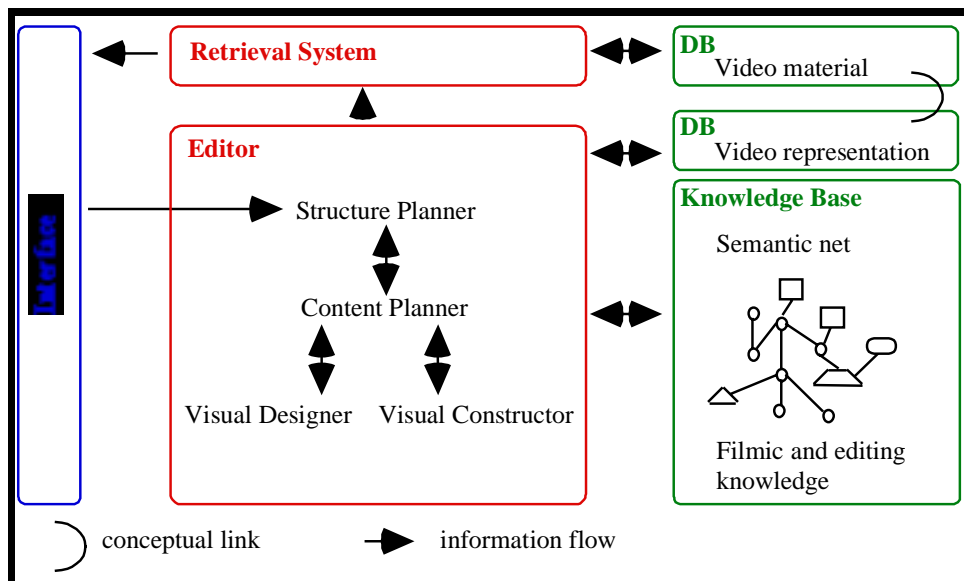 Retrieval System
DB
Video material
DB
Video representation
Editor
Interface
Structure Planner
Content Planner
Visual Designer
Visual Constructor
Knowledge Base
Semantic net
Filmic and editing
knowledge
conceptual link
information flow